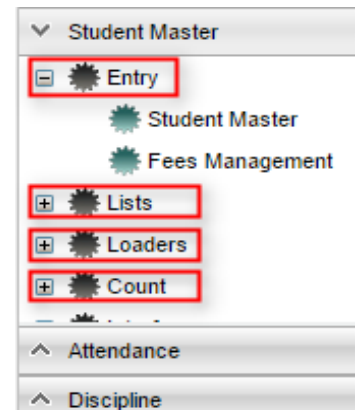 Student Master
Entry
Student Master
Fees Management
Lists
Loaders
Count
Attendance
Discipline